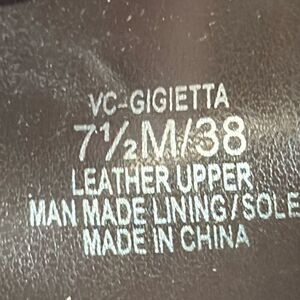 VC-GIGIETTA
7½M/38
LEATHER UPPER
MAN MADE LINING/SOLE
MADE IN CHINA